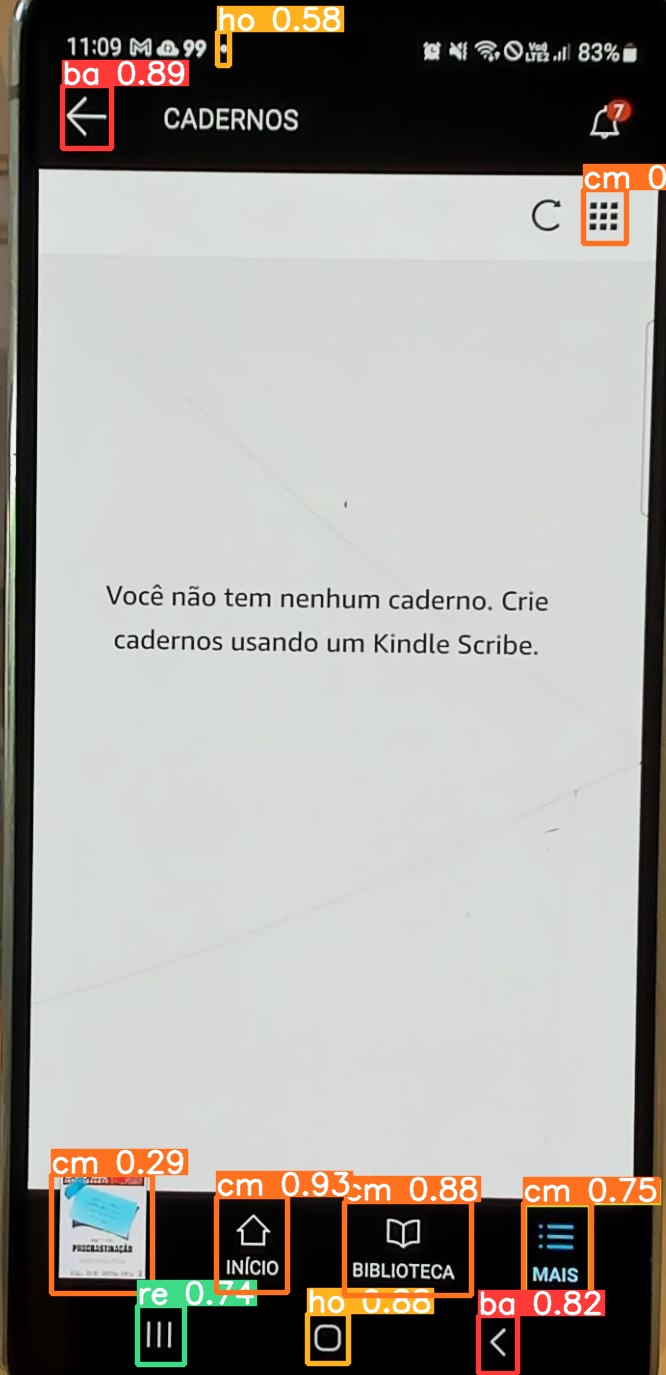 ho 0.58
11:09 99 83%
ba 0.89
CADERNOS
7
cm 0
Você não tem nenhum caderno. Crie
cadernos usando um Kindle Scribe.
cm 0.29
cm 0.93
cm 0.88
cm 0.75
PROCRASTINAÇÃO
INÍCIO
BIBLIOTECA
MAIS
re 0.74
ho 0.88
ba 0.82